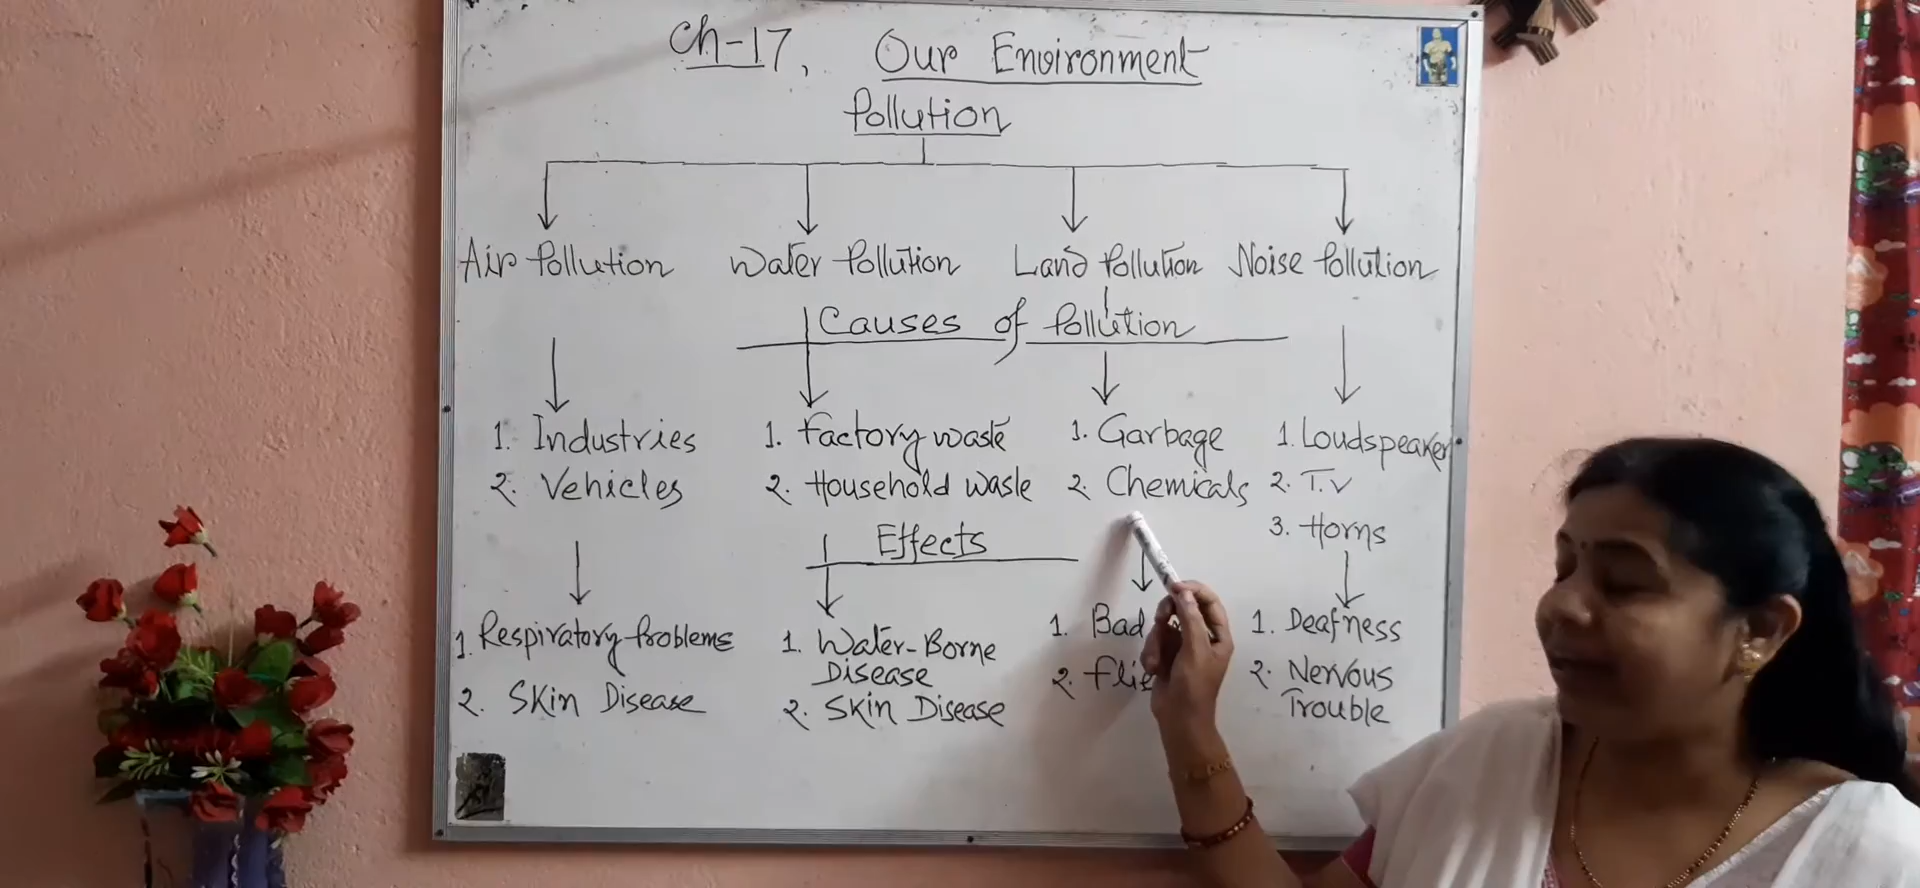 Ch-17, Our Environment
Pollution
Air Pollution Water Pollution Land Pollution Noise Pollution
Causes of Pollution
1. Industries 1. Factory waste 1. Garbage 1. Loudspeaker
2. Vehicles 2. Household waste 2. Chemicals 2. T.V
3. Horns
Effects
1. Respiratory Problems 1. Water-Borne Disease 1. Bad 1. Deafness
2. Skin Disease 2. Skin Disease 2. 2. Nervous Trouble